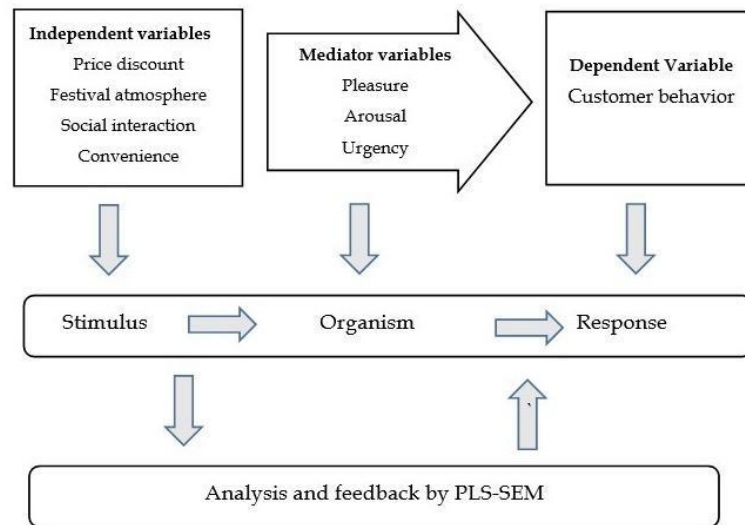 Independent variables
Price discount
Festival atmosphere
Social interaction
Convenience
Mediator variables
Pleasure
Arousal
Urgency
Dependent Variable
Customer behavior
Stimulus
Organism
Response
Analysis and feedback by PLS-SEM